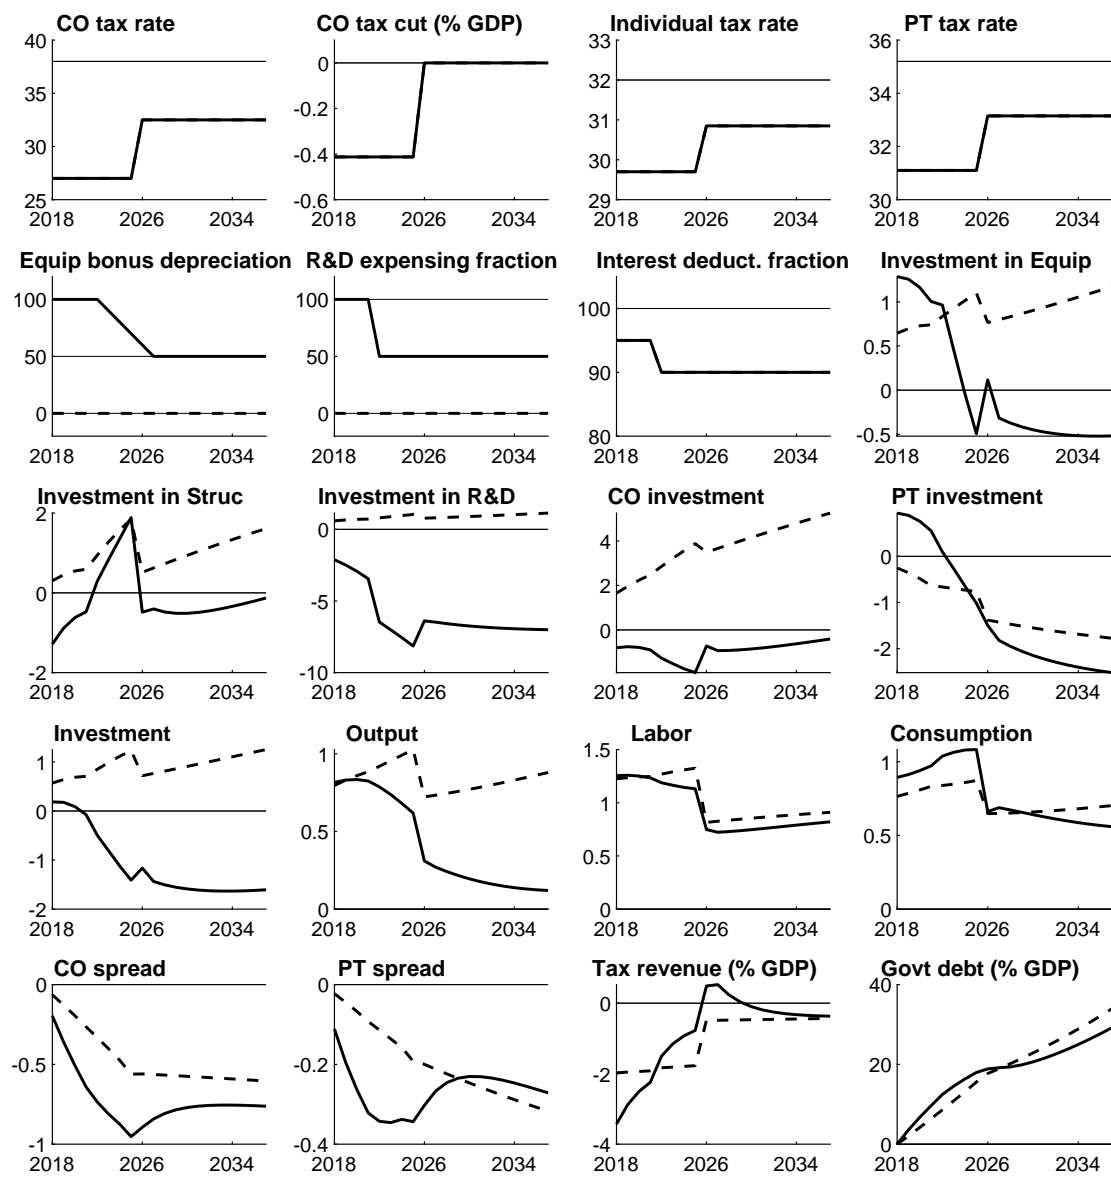 CO tax rate CO tax cut (% GDP) Individual tax rate PT tax rate
40 0 33 36
35 -0.2 32 34
30 -0.4 31 32
30
25 -0.6 29 30
2018 2026 2034 2018 2026 2034 2018 2026 2034 2018 2026 2034
Equip bonus depreciation R&D expensing fraction Interest deduct. fraction Investment in Equip
100 100 100 1
50 50 90 0.5
0 0 80 0
-0.5
2018 2026 2034 2018 2026 2034 2018 2026 2034 2018 2026 2034
Investment in Struc Investment in R&D CO investment PT investment
2 0 4 0
0 -5 2 -1
-2 -10 0 -2
2018 2026 2034 2018 2026 2034 2018 2026 2034 2018 2026 2034
Investment Output Labor Consumption
1 1 1.5 1
0 0.5 1 0.5
-1 0.5
-2 0 0 0
2018 2026 2034 2018 2026 2034 2018 2026 2034 2018 2026 2034
CO spread PT spread Tax revenue (% GDP) Govt debt (% GDP)
0 0 0 40
-0.5 -0.2 -2 20
-1 -0.4 -4 0
2018 2026 2034 2018 2026 2034 2018 2026 2034 2018 2026 2034